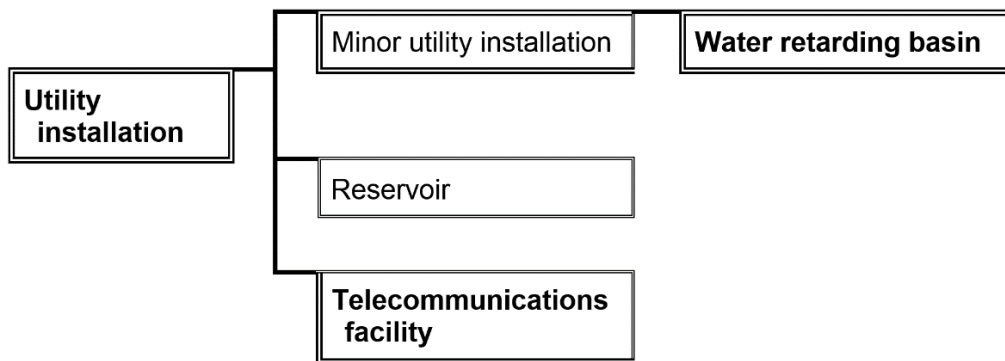 Minor utility installation
Water retarding basin
Utility
installation
Reservoir
Telecommunications
facility